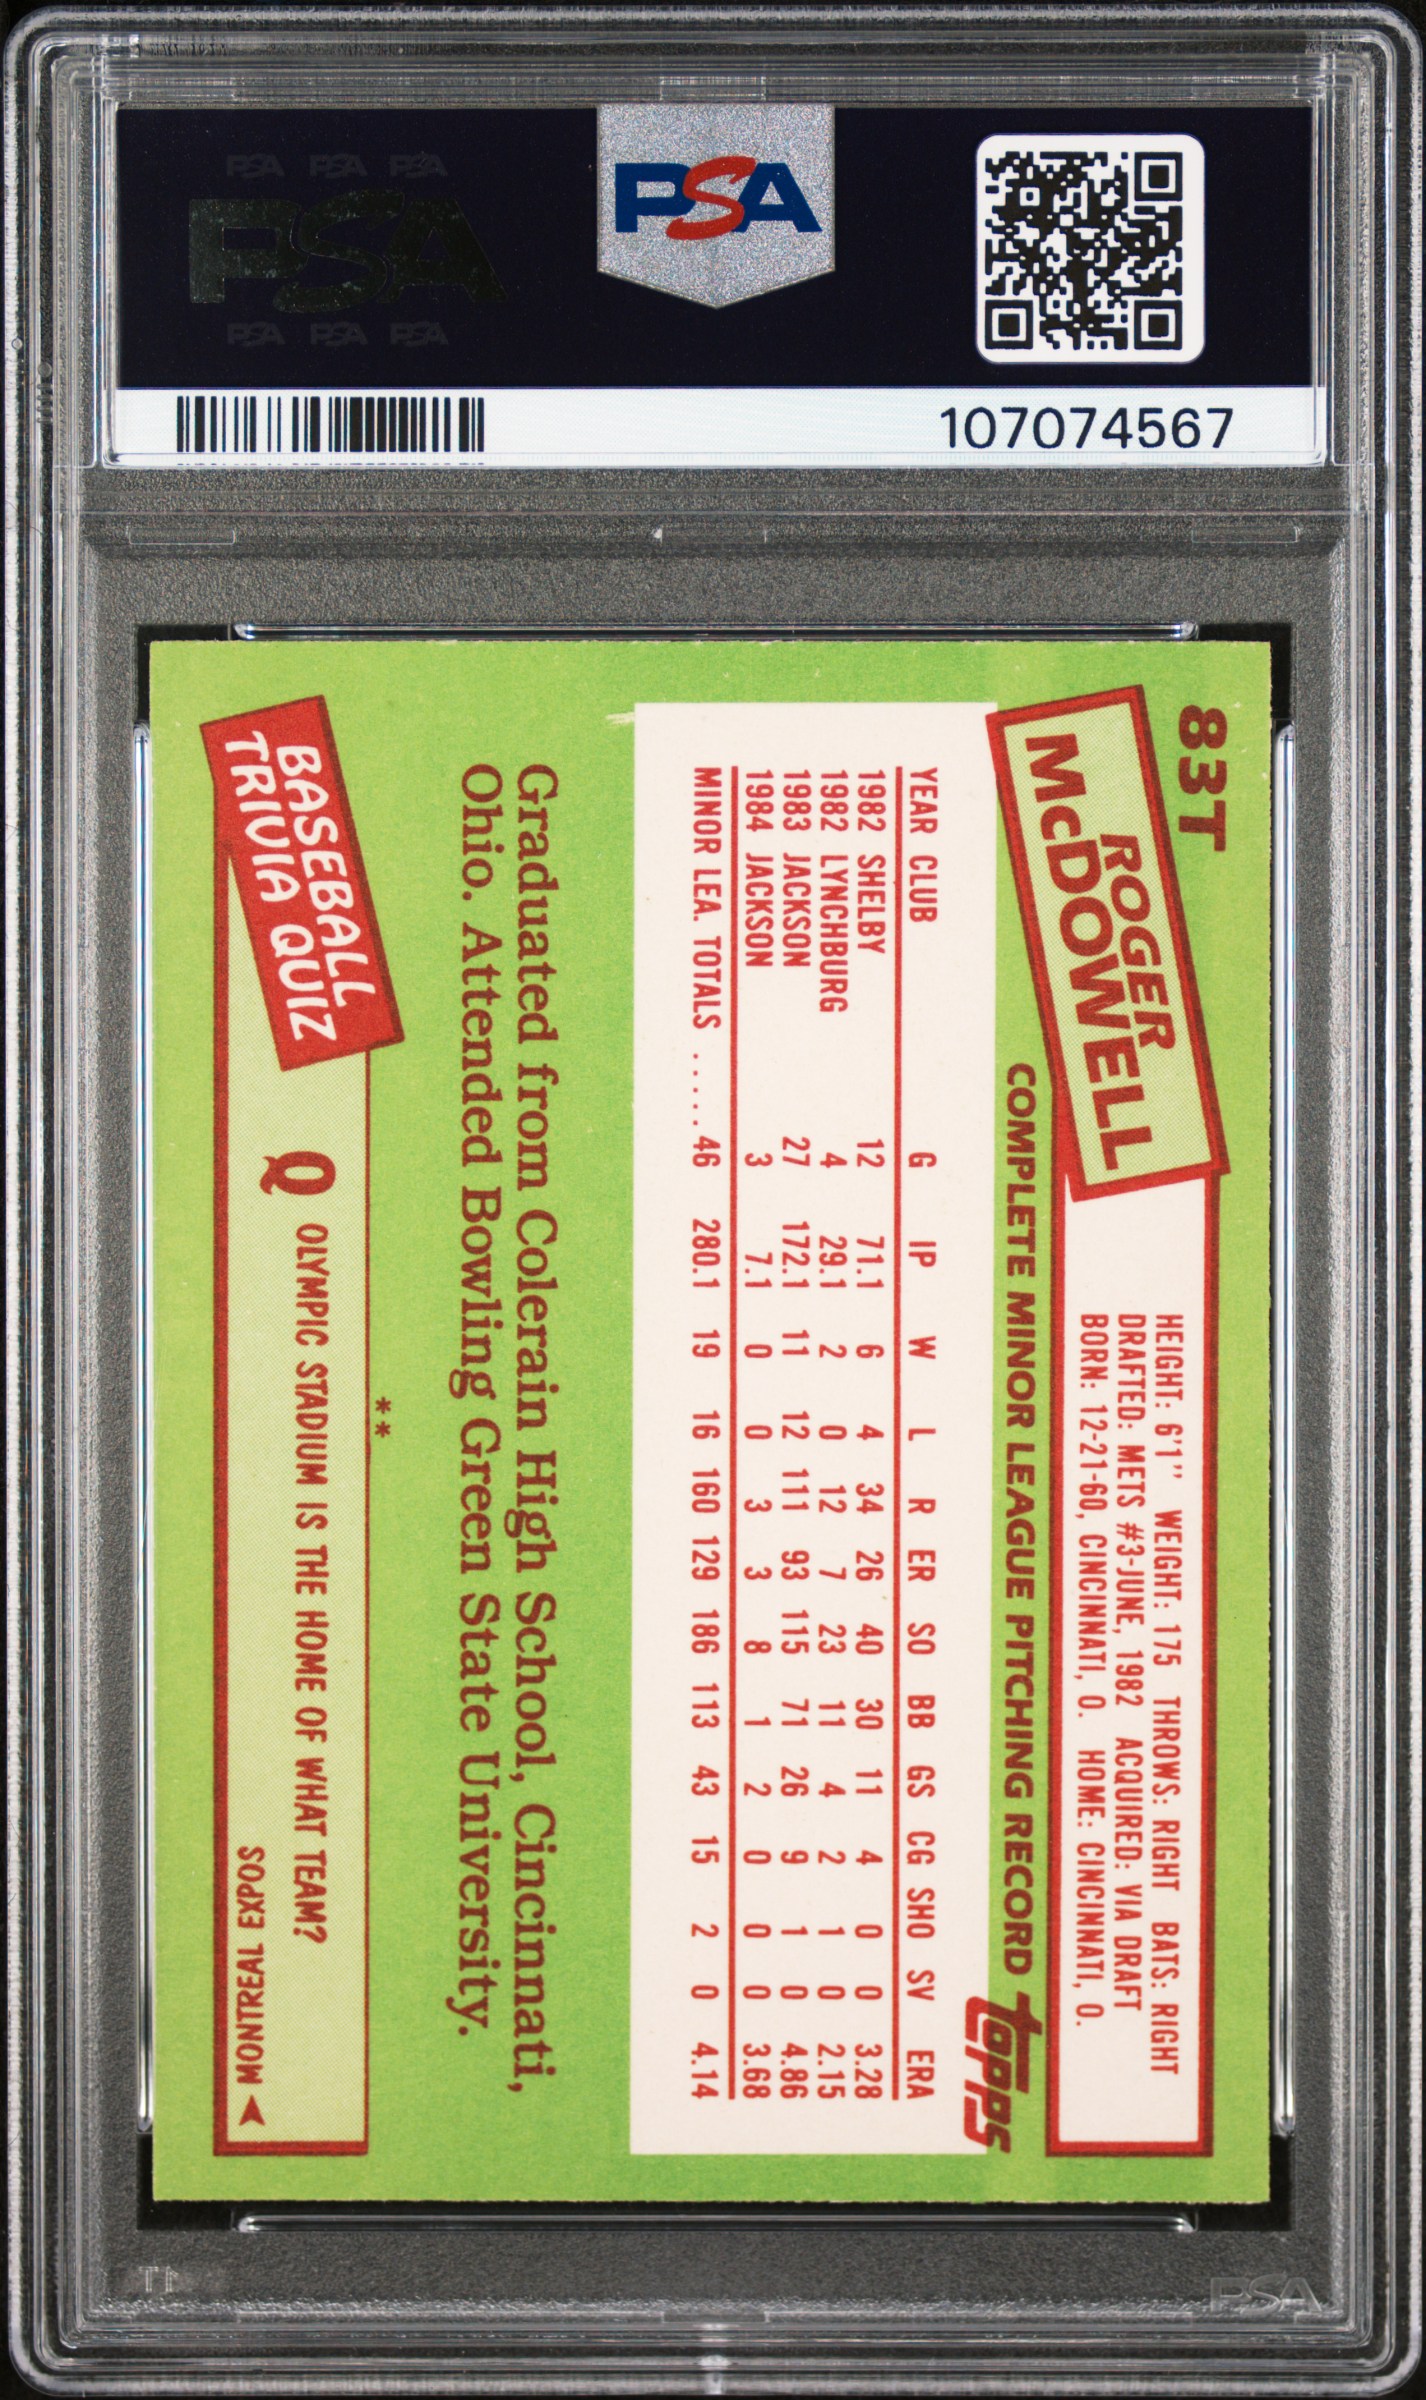 PSA PSA PSA
PSA
PSA PSA PSA
PSA
107074567
83T
ROGER
McDOWELL
HEIGHT: 6'1" WEIGHT: 175 THROWS: RIGHT BATS: RIGHT
DRAFTED: METS #3-JUNE, 1982 ACQUIRED: VIA DRAFT
BORN: 12-21-60, CINCINNATI, O. HOME: CINCINNATI, O.
COMPLETE MINOR LEAGUE PITCHING RECORD
topps
YEAR CLUB G IP W L R ER SO BB GS CG SHO SV ERA
1982 SHELBY 12 71.1 6 4 34 26 40 30 11 4 0 0 3.28
1982 LYNCHBURG 4 29.1 2 0 12 7 23 11 4 2 1 0 2.15
1983 JACKSON 27 172.1 11 12 111 93 115 71 26 9 1 0 4.86
1984 JACKSON 3 7.1 0 0 3 3 8 1 2 0 0 0 3.68
MINOR LEA. TOTALS ..... 46 280.1 19 16 160 129 186 113 43 15 2 0 4.14
Graduated from Colerain High School, Cincinnati,
Ohio. Attended Bowling Green State University.
**
BASEBALL
TRIVIA QUIZ
Q OLYMPIC STADIUM IS THE HOME OF WHAT TEAM?
MONTREAL EXPOS
PSA